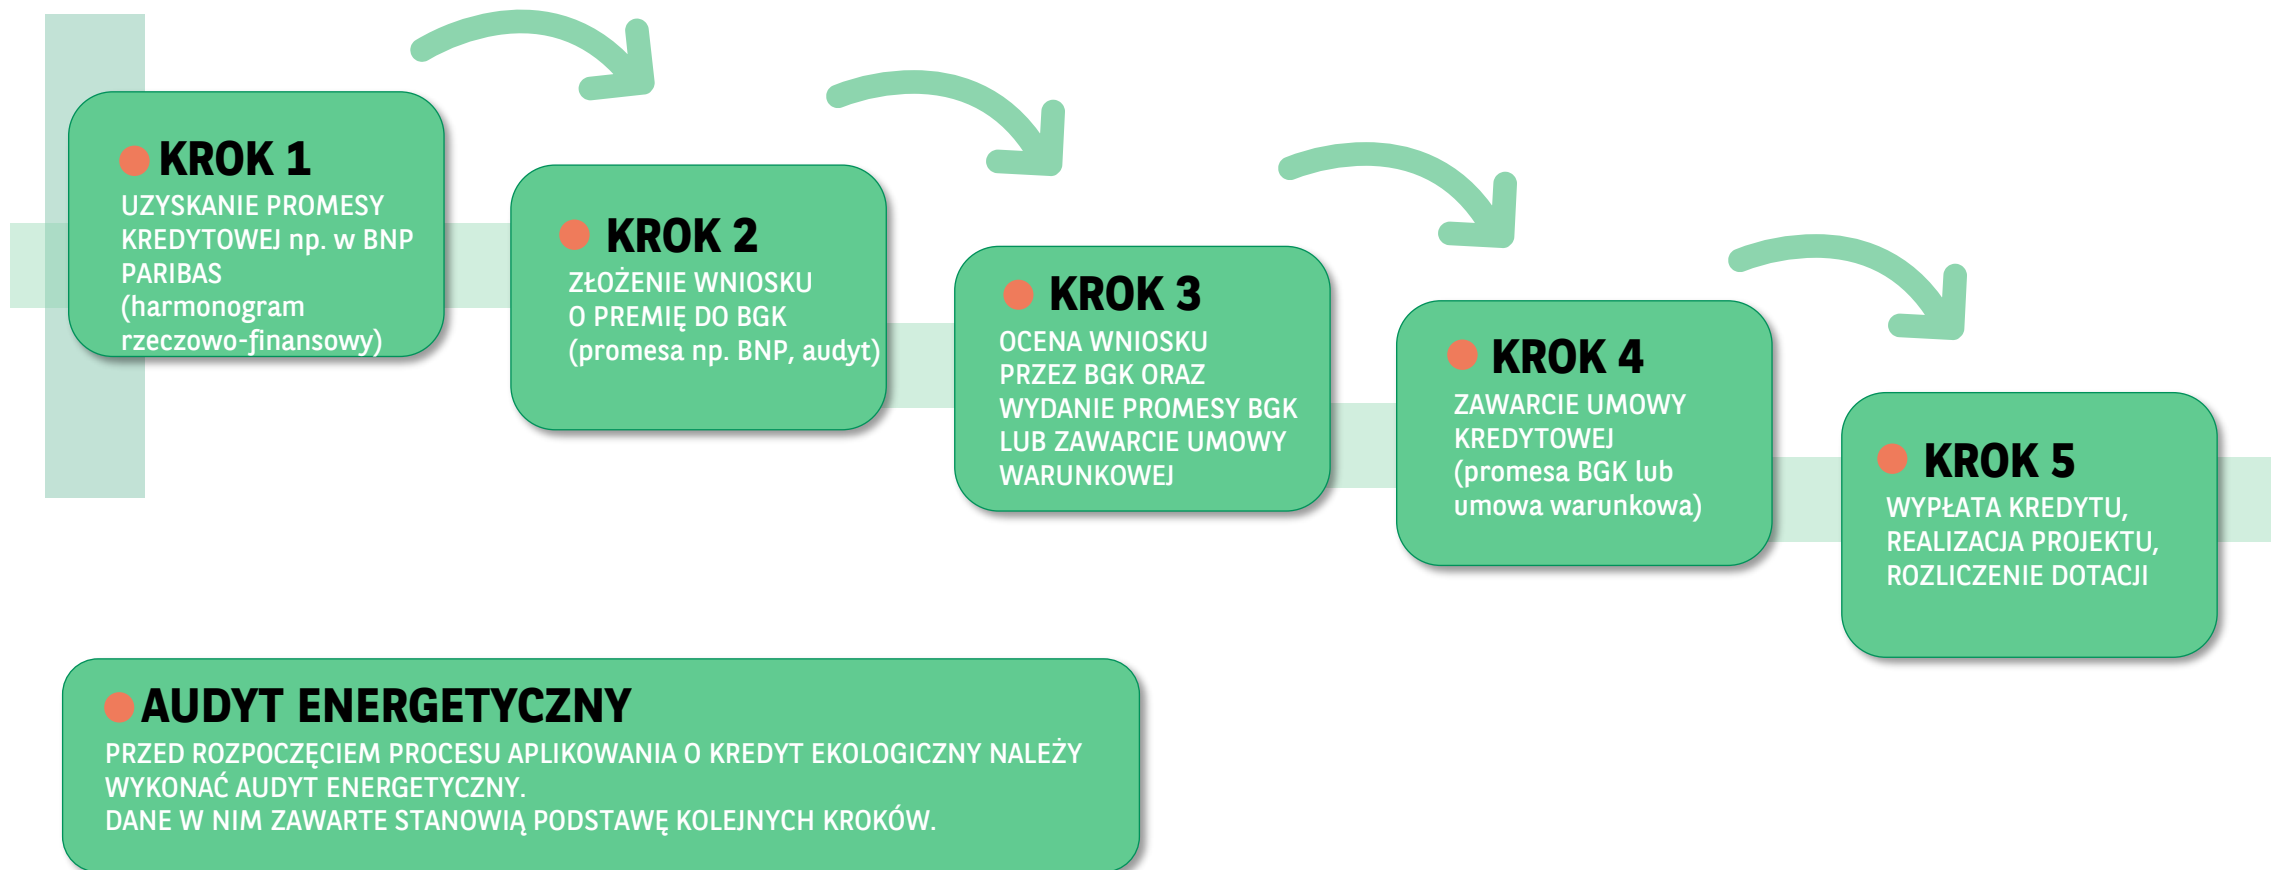 KROK 1
UZYSKANIE PROMESY
KREDYTOWEJ np. w BNP
PARIBAS
(harmonogram
rzeczowo-finansowy)
KROK 2
ZŁOŻENIE WNIOSKU
O PREMIĘ DO BGK
(promesa np. BNP, audyt)
KROK 3
OCENA WNIOSKU
PRZEZ BGK ORAZ
WYDANIE PROMESY BGK
LUB ZAWARCIE UMOWY
WARUNKOWEJ
KROK 4
ZAWARCIE UMOWY
KREDYTOWEJ
(promesa BGK lub
umowa warunkowa)
KROK 5
WYPŁATA KREDYTU,
REALIZACJA PROJEKTU,
ROZLICZENIE DOTACJI
AUDYT ENERGETYCZNY
PRZED ROZPOCZĘCIEM PROCESU APLIKOWANIA O KREDYT EKOLOGICZNY NALEŻY
WYKONAĆ AUDYT ENERGETYCZNY.
DANE W NIM ZAWARTE STANOWIĄ PODSTAWĘ KOLEJNYCH KROKÓW.